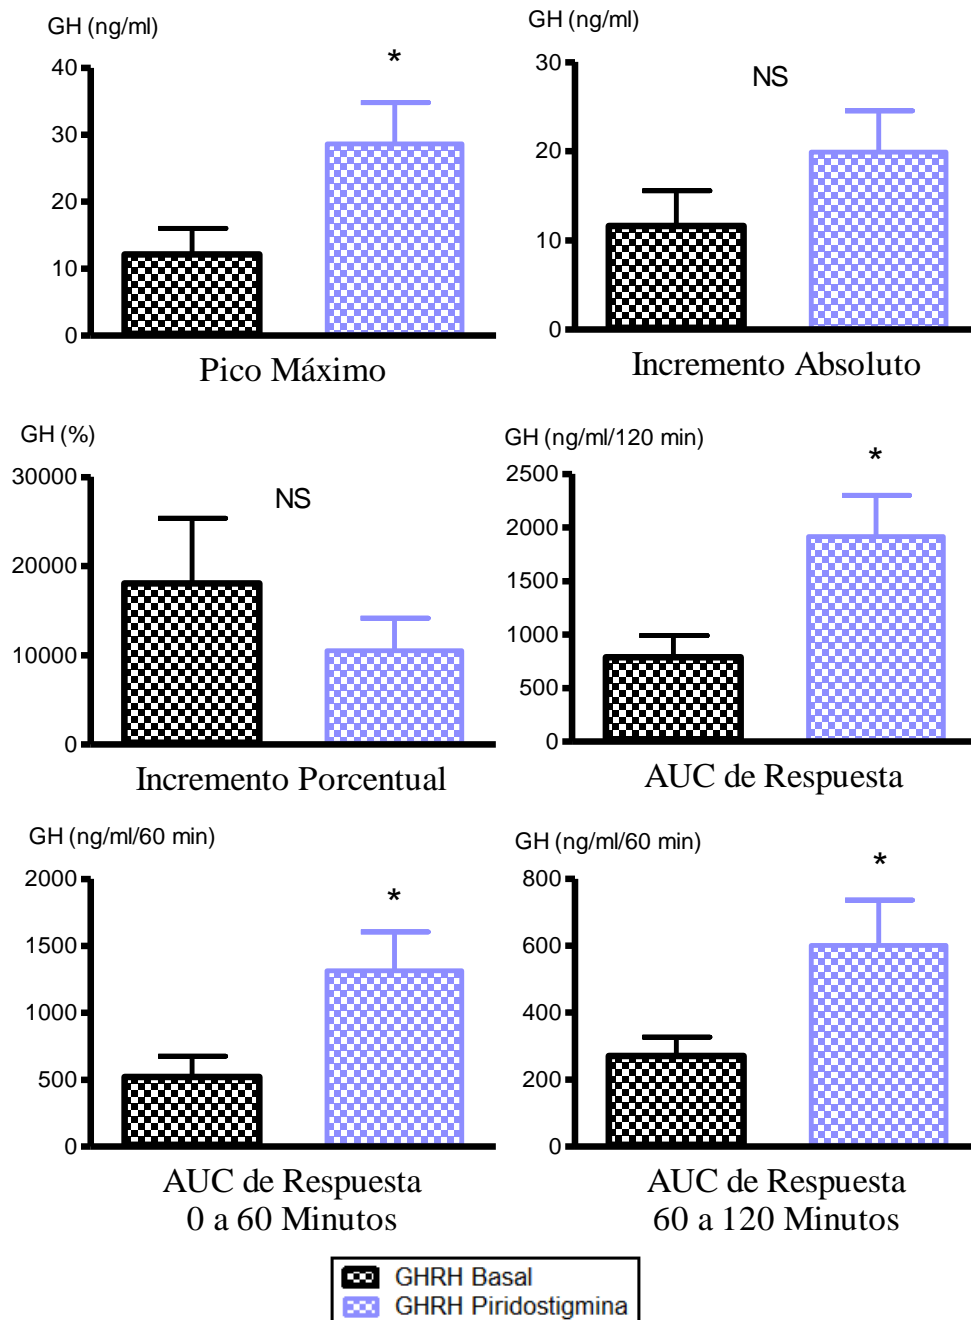 GH (ng/ml)
40
30
20
10
0
*
Pico Máximo
GH (ng/ml)
30
20
10
0
NS
Incremento Absoluto
GH (%)
30000
20000
10000
0
NS
Incremento Porcentual
GH (ng/ml/120 min)
2500
2000
1500
1000
500
0
*
AUC de Respuesta
GH (ng/ml/60 min)
2000
1500
1000
500
0
*
AUC de Respuesta
0 a 60 Minutos
GH (ng/ml/60 min)
800
600
400
200
0
*
AUC de Respuesta
60 a 120 Minutos
GHRH Basal
GHRH Piridostigmina